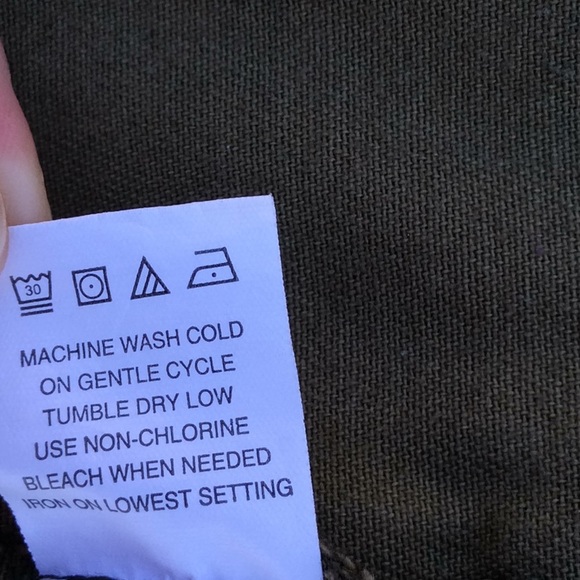 30
MACHINE WASH COLD
ON GENTLE CYCLE
TUMBLE DRY LOW
USE NON-CHLORINE
BLEACH WHEN NEEDED
IRON ON LOWEST SETTING